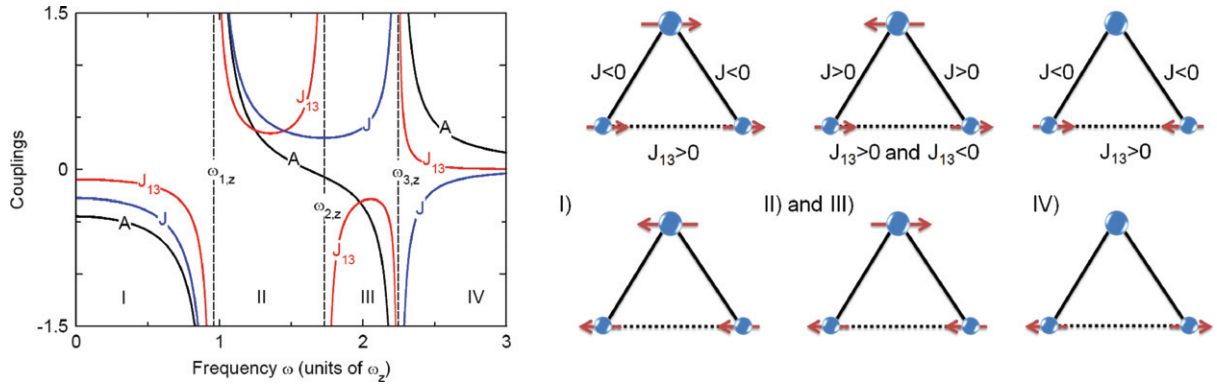 1.5
0
-1.5
Couplings
J13
J
A
J13
J
A
J13
A
J13
J
ω1,z
ω2,z
ω3,z
I
II
III
IV
0
1
2
3
Frequency ω (units of ωz)
J<0
J<0
J13>0
J>0
J>0
J13>0 and J13<0
J<0
J<0
J13>0
I)
II) and III)
IV)